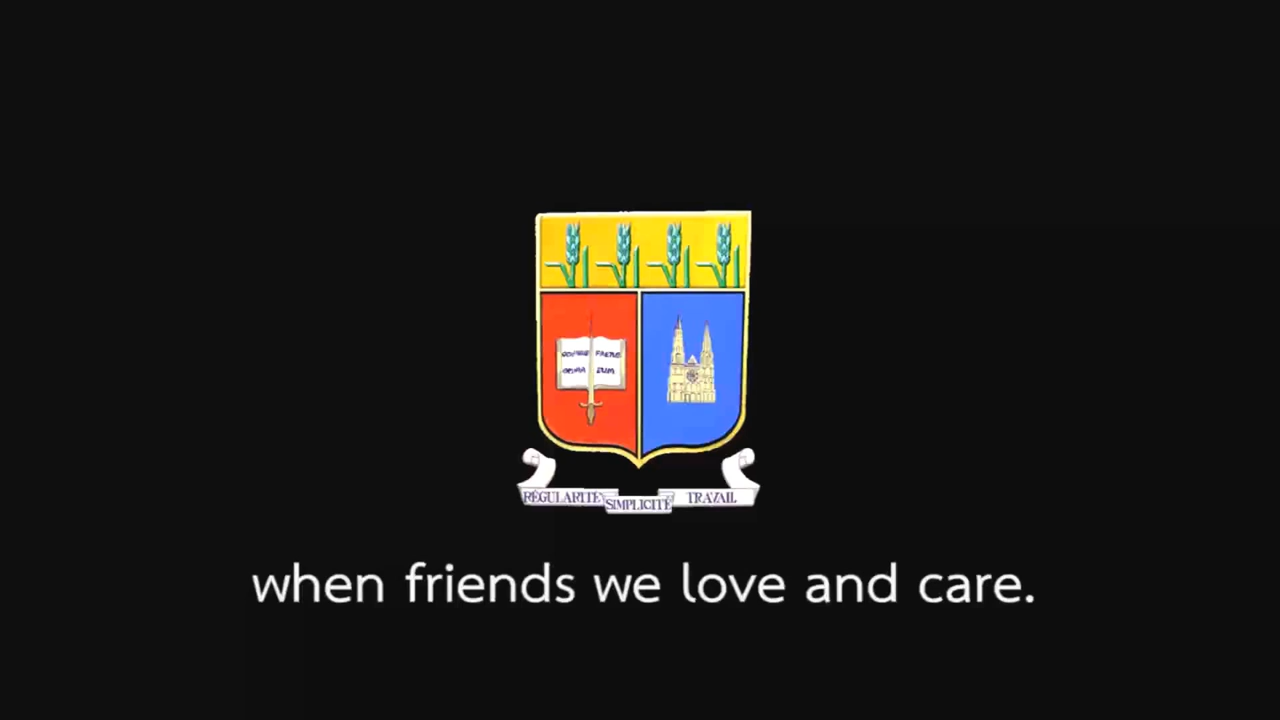 RÉGULARITÉ SIMPLICITÉ TRAVAIL
when friends we love and care.